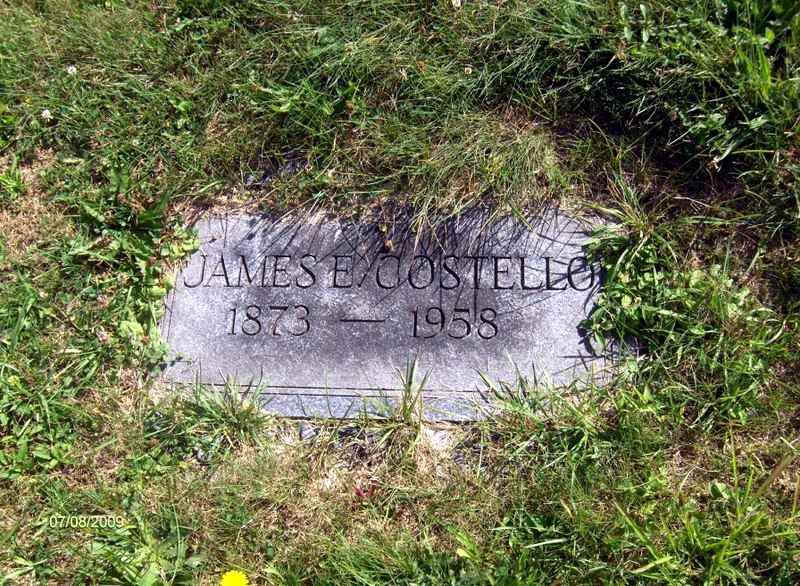 JAMES E. COSTELLO
1873 — 1958
07/08/2009